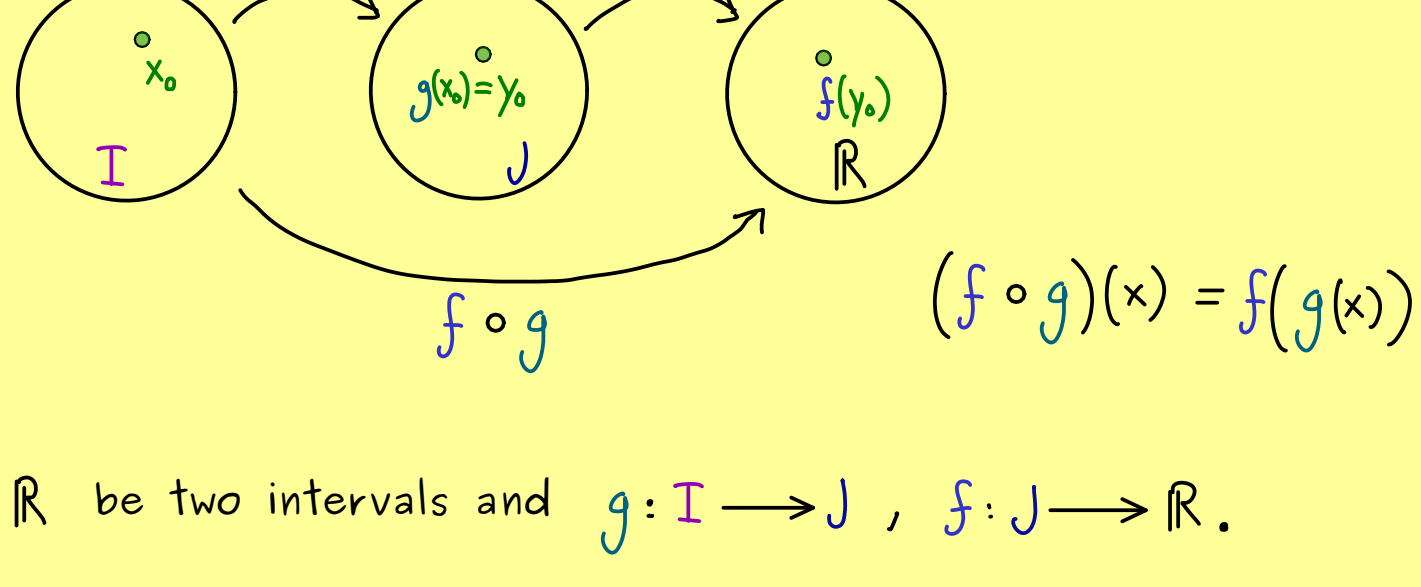 x₀ g(x₀) = y₀ f(y₀)
I J ℝ
(f ∘ g)(x) = f(g(x))
f ∘ g
ℝ be two intervals and g : I ⟶ J , f : J ⟶ ℝ .